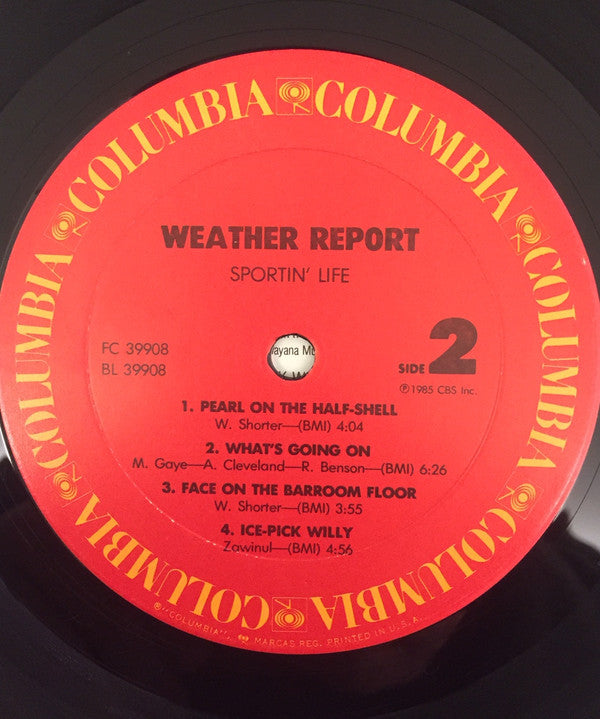 COLUMBIA COLUMBIA COLUMBIA COLUMBIA COLUMBIA COLUMBIA COLUMBIA COLUMBIA
WEATHER REPORT
SPORTIN' LIFE
FC 39908
BL 39908
SIDE 2
℗1985 CBS Inc.
1. PEARL ON THE HALF-SHELL
W. Shorter—(BMI) 4:04
2. WHAT'S GOING ON
M. Gaye—A. Cleveland—R. Benson—(BMI) 6:26
3. FACE ON THE BARROOM FLOOR
W. Shorter—(BMI) 3:55
4. ICE-PICK WILLY
Zawinul—(BMI) 4:56
®"COLUMBIA", MARCAS REG. PRINTED IN U.S.A.